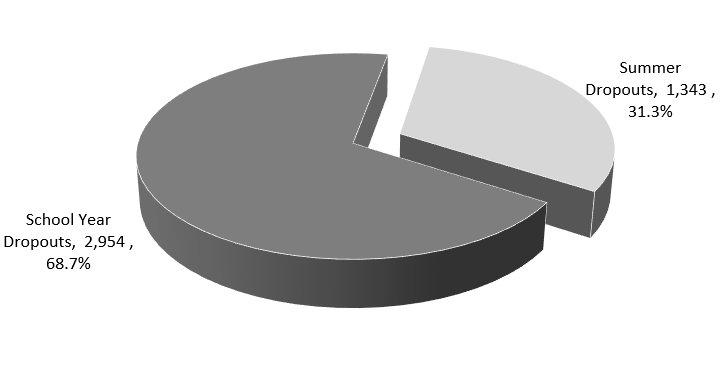 Summer
Dropouts, 1,343 ,
31.3%
School Year
Dropouts, 2,954 ,
68.7%